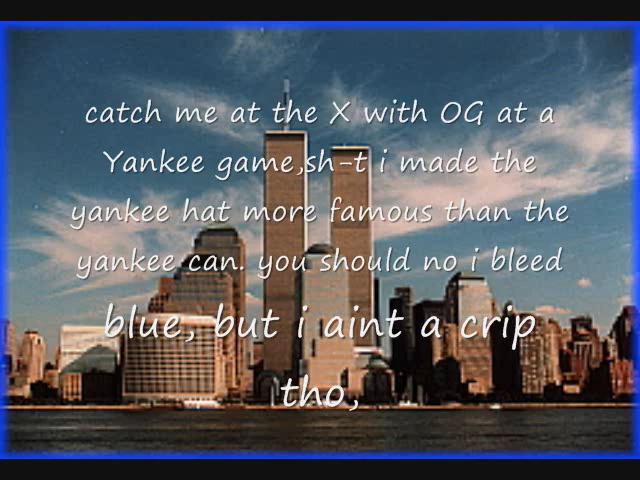 catch me at the X with OG at a
Yankee game,sh-t i made the
yankee hat more famous than the
yankee can. you should no i bleed
blue, but i aint a crip
tho,